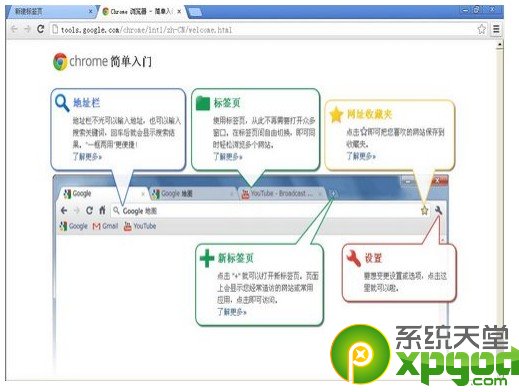 新建标签页
Chrome 浏览器 - 简单入
tools.google.com/chrome/intl/zh-CN/welcome.html
chrome 简单入门
地址栏
地址栏不光可以输入地址，也可以输入
搜索关键词，回车后就会显示搜索结
果。"一框两用"更便捷！
了解更多»
标签页
使用标签页，从此不再需要打开众多
窗口，在标签页间自由切换，即可同
时轻松浏览多个网站。
了解更多»
网址收藏夹
点击☆即可把您喜欢的网站保存到
收藏夹。
了解更多»
Google
Google 地图
YouTube - Broadcast ...
Google 地图
Google
Gmail
YouTube
新标签页
点击 "+" 就可以打开新标签页。页面
上会显示您经常造访的网站或常用
应用，点击即可访问。
了解更多»
设置
要想变更设置或选项，点击这
里就可以啦。
系统天堂
xpgod